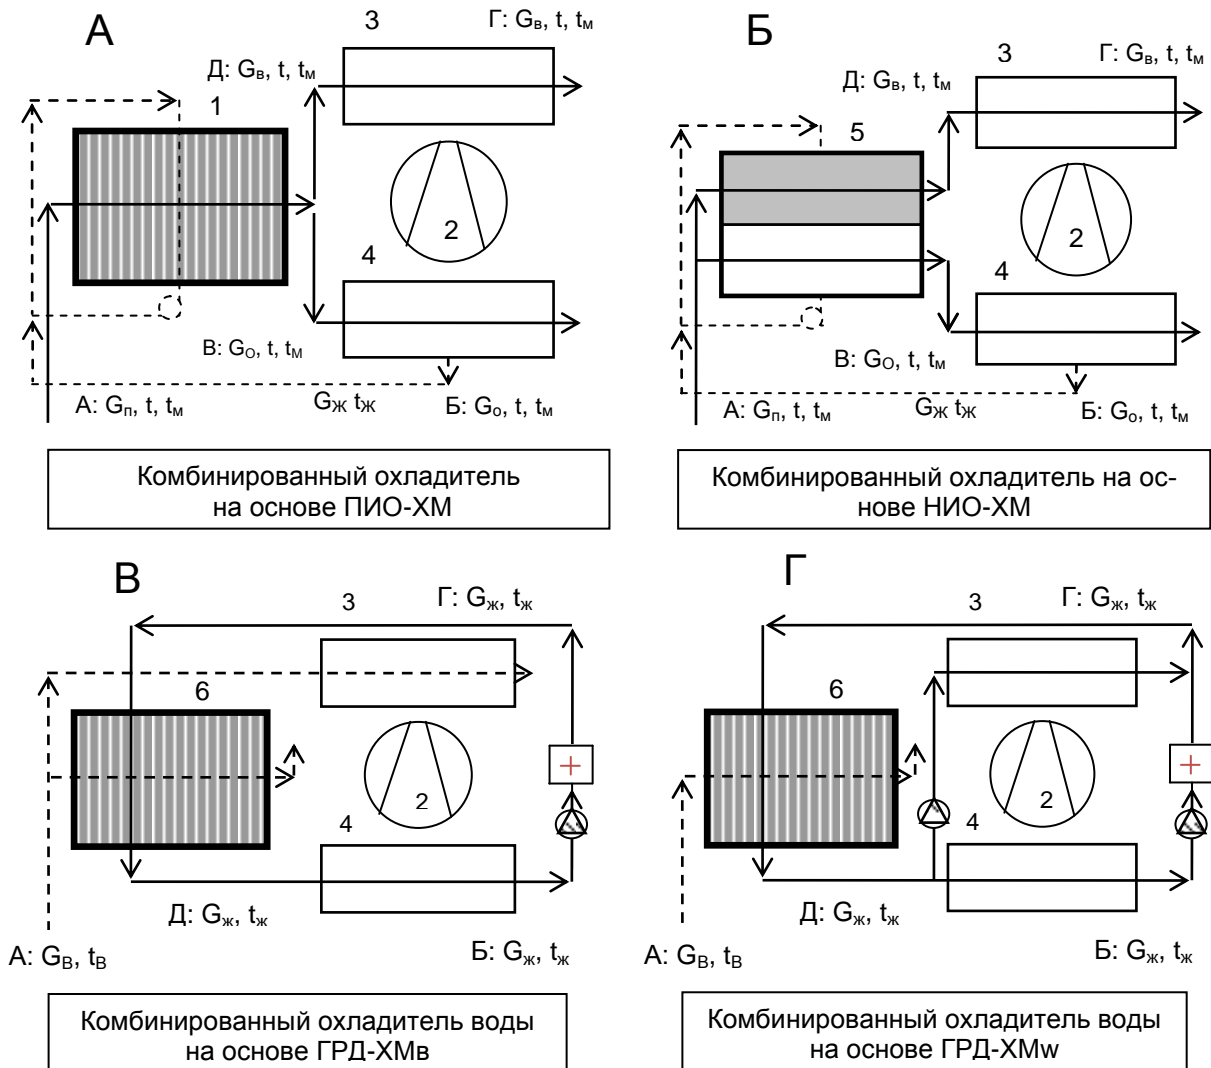 А
3
Г: Gв, t, tм
Д: Gв, t, tм
1
2
4
В: GО, t, tм
А: Gп, t, tм
Gж tж
Б: Gо, t, tм
Комбинированный охладитель
на основе ПИО-ХМ
Б
3
Г: Gв, t, tм
Д: Gв, t, tм
5
2
4
В: GО, t, tм
А: Gп, t, tм
Gж tж
Б: Gо, t, tм
Комбинированный охладитель на ос-
нове НИО-ХМ
В
3
Г: Gж, tж
6
2
4
+
Д: Gж, tж
А: GВ, tВ
Б: Gж, tж
Комбинированный охладитель воды
на основе ГРД-ХМв
Г
3
Г: Gж, tж
6
2
4
+
Д: Gж, tж
А: GВ, tВ
Б: Gж, tж
Комбинированный охладитель воды
на основе ГРД-ХМw